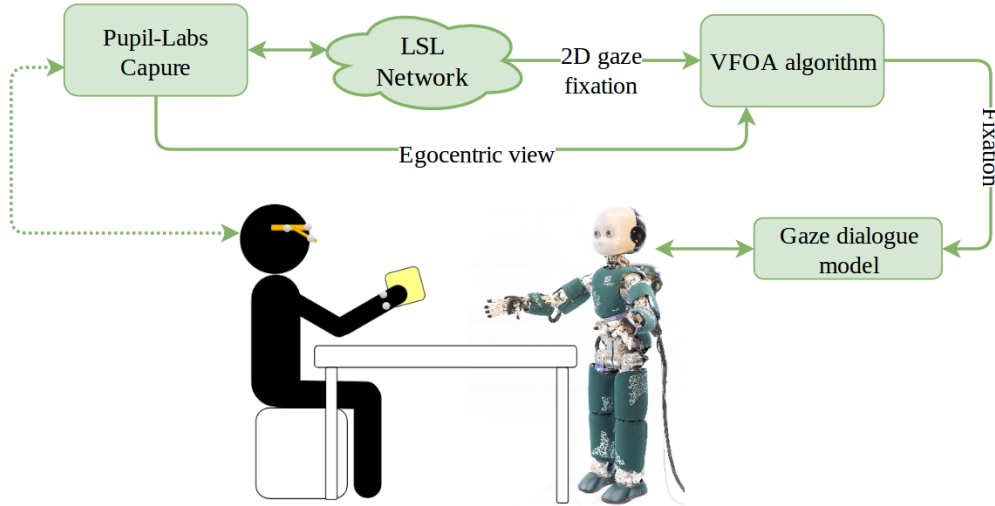 Pupil-Labs
Capure
LSL
Network
2D gaze
fixation
VFOA algorithm
Egocentric view
Fixation
Gaze dialogue
model